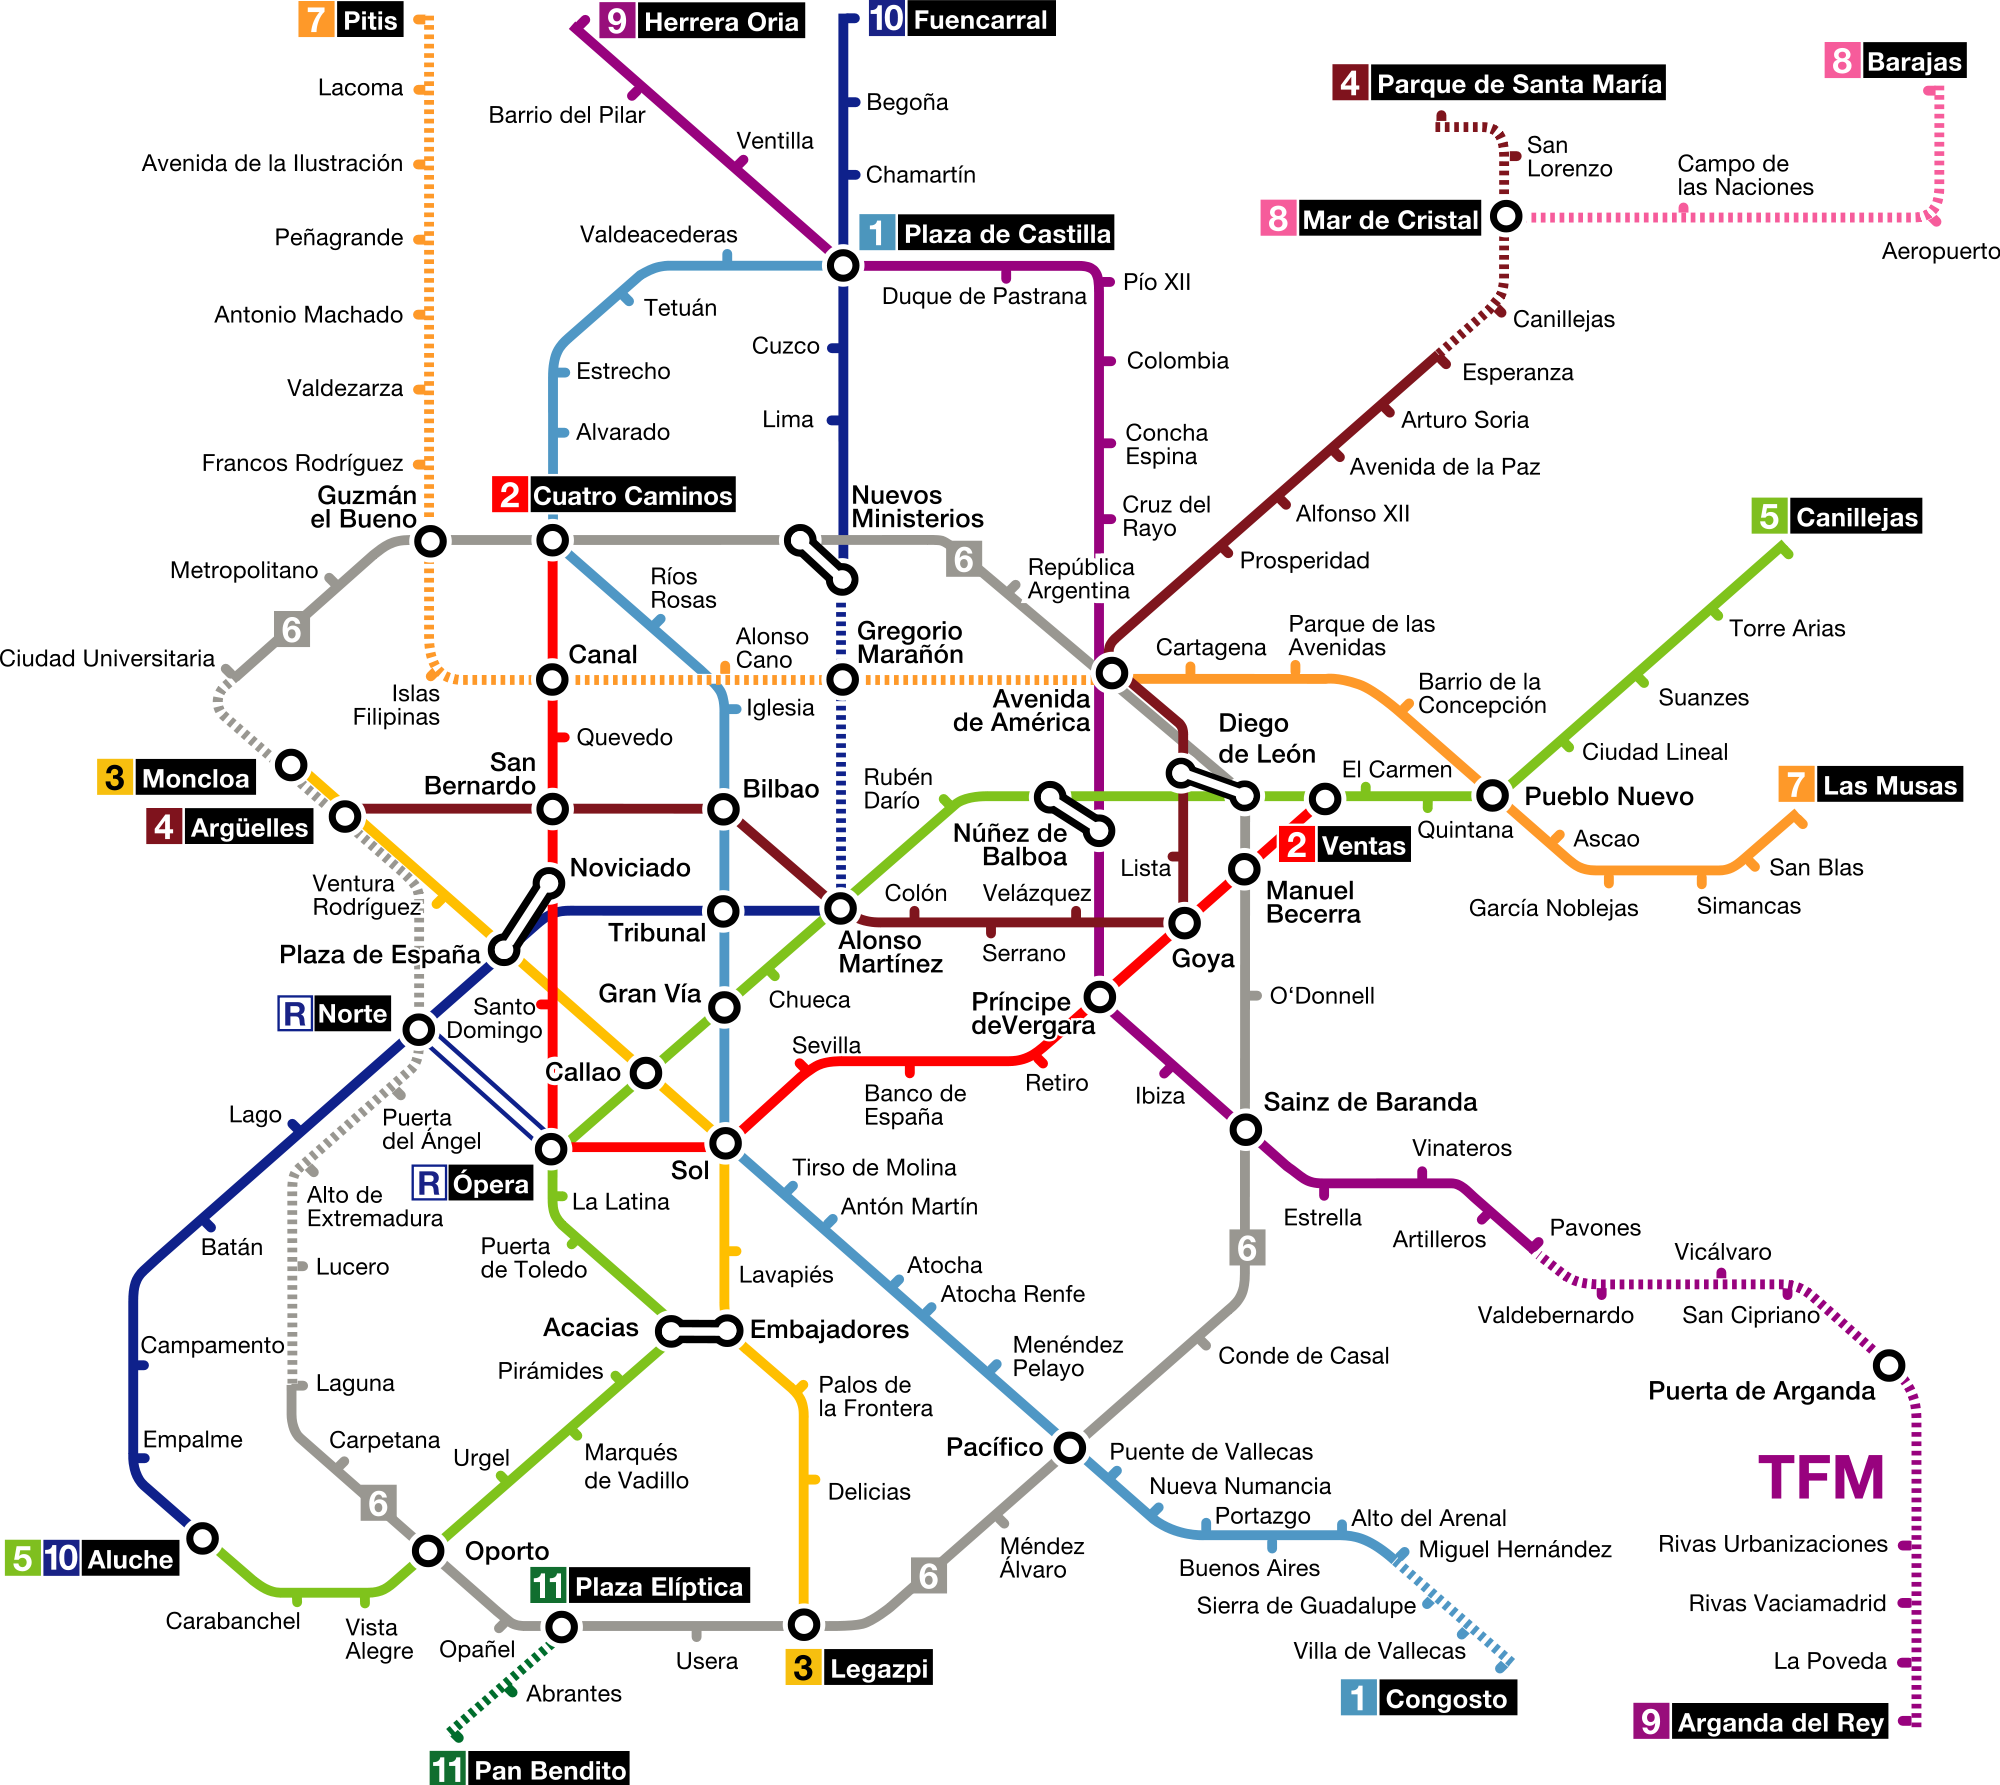 7 Pitis
9 Herrera Oria
10 Fuencarral
8 Barajas
4 Parque de Santa María
Lacoma
Barrio del Pilar
Begoña
Ventilla
San
Lorenzo
Avenida de la Ilustración
Chamartín
Campo de
las Naciones
8 Mar de Cristal
Peñagrande
Valdeacederas
1 Plaza de Castilla
Aeropuerto
Antonio Machado
Tetuán
Duque de Pastrana
Pío XII
Canillejas
Cuzco
Estrecho
Colombia
Esperanza
Valdezarza
Lima
Alvarado
Arturo Soria
Concha
Espina
Avenida de la Paz
Francos Rodríguez
Guzmán
el Bueno
2 Cuatro Caminos
Nuevos
Ministerios
Cruz del
Rayo
Alfonso XII
5 Canillejas
Metropolitano
6
República
Argentina
Prosperidad
Ríos
Rosas
6
Ciudad Universitaria
Canal
Alonso
Cano
Gregorio
Marañón
Cartagena
Parque de las
Avenidas
Torre Arias
Islas
Filipinas
Iglesia
Avenida
de América
Barrio de la
Concepción
Suanzes
Quevedo
Diego
de León
Ciudad Lineal
3 Moncloa
San
Bernardo
Bilbao
Rubén
Darío
El Carmen
Pueblo Nuevo
7 Las Musas
4 Argüelles
Núñez de
Balboa
Quintana
2 Ventas
Ascao
San Blas
Noviciado
Lista
Ventura
Rodríguez
Colón
Velázquez
Manuel
Becerra
García Noblejas
Simancas
Tribunal
Plaza de España
Alonso
Martínez
Serrano
Goya
Gran Vía
Chueca
O‘Donnell
R Norte
Santo
Domingo
Príncipe
deVergara
Sevilla
Callao
Banco de
España
Retiro
Ibiza
Sainz de Baranda
Lago
Puerta
del Ángel
Vinateros
Sol
Tirso de Molina
R Ópera
Alto de
Extremadura
La Latina
Antón Martín
Estrella
Pavones
Batán
Puerta
de Toledo
Artilleros
6
Vicálvaro
Lucero
Lavapiés
Atocha
Atocha Renfe
Valdebernardo
San Cipriano
Campamento
Acacias
Embajadores
Menéndez
Pelayo
Conde de Casal
Pirámides
Laguna
Palos de
la Frontera
Puerta de Arganda
Empalme
Carpetana
Urgel
Marqués
de Vadillo
Pacífico
Puente de Vallecas
TFM
6
Delicias
Nueva Numancia
Portazgo
Alto del Arenal
Rivas Urbanizaciones
5 10 Aluche
Oporto
Méndez
Álvaro
Buenos Aires
Miguel Hernández
6
11 Plaza Elíptica
Rivas Vaciamadrid
Carabanchel
Vista
Alegre
Sierra de Guadalupe
Opañel
Usera
3 Legazpi
Villa de Vallecas
La Poveda
Abrantes
1 Congosto
9 Arganda del Rey
11 Pan Bendito